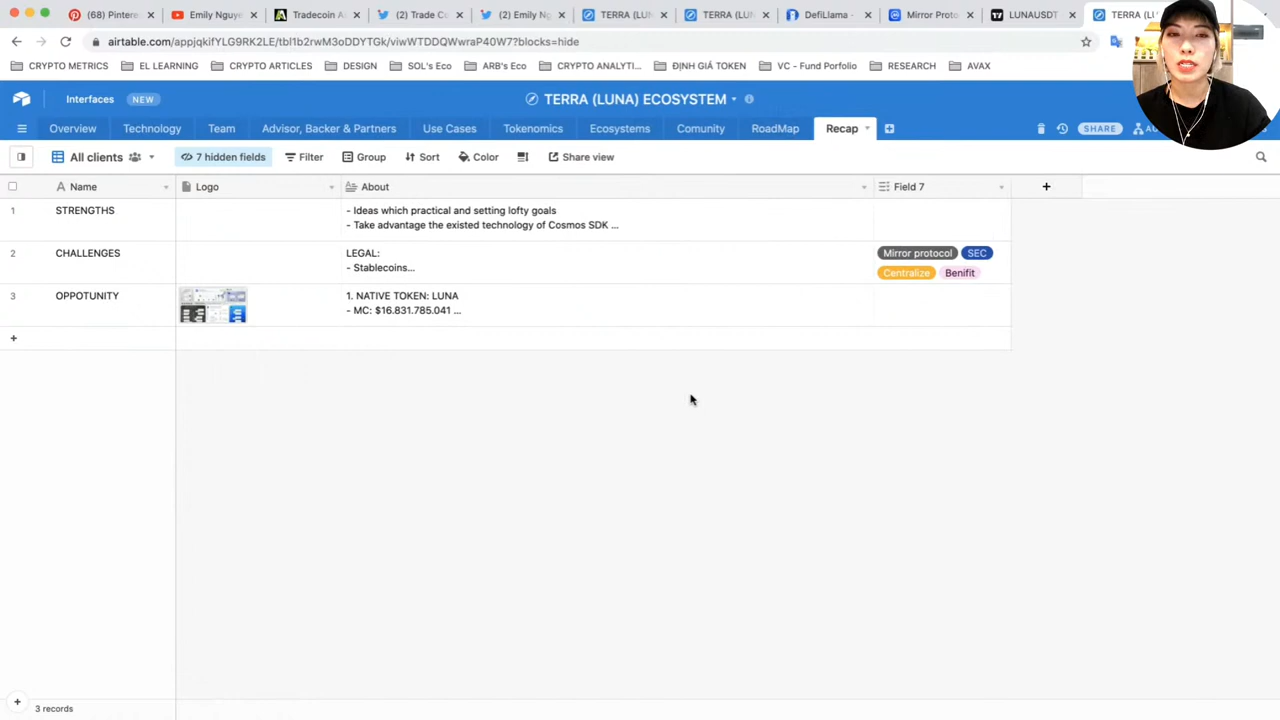 (68) Pinteres
Emily Nguye
Tradecoin A
(2) Trade Co
(2) Emily Ng
TERRA (LUN
TERRA (LUN
DefiLlama -
Mirror Proto
LUNAUSDT
TERRA (LU
airtable.com/appjqkifYLG9RK2LE/tbl1b2rwM3oDDYTGk/viwWTDDQWwraP40W7?blocks=hide
CRYPTO METRICS
EL LEARNING
CRYPTO ARTICLES
DESIGN
SOL's Eco
ARB's Eco
CRYPTO ANALYTI...
ĐỊNH GIÁ TOKEN
VC - Fund Porfolio
RESEARCH
AVAX
Interfaces NEW
TERRA (LUNA) ECOSYSTEM
Overview
Technology
Team
Advisor, Backer & Partners
Use Cases
Tokenomics
Ecosystems
Comunity
RoadMap
Recap
SHARE
All clients
7 hidden fields
Filter
Group
Sort
Color
Share view
Name
Logo
About
Field 7
1 STRENGTHS
- Ideas which practical and setting lofty goals
- Take advantage the existed technology of Cosmos SDK ...
2 CHALLENGES
LEGAL:
- Stablecoins...
Mirror protocol SEC
Centralize Benifit
3 OPPOTUNITY
1. NATIVE TOKEN: LUNA
- MC: $16.831.785.041 ...
3 records